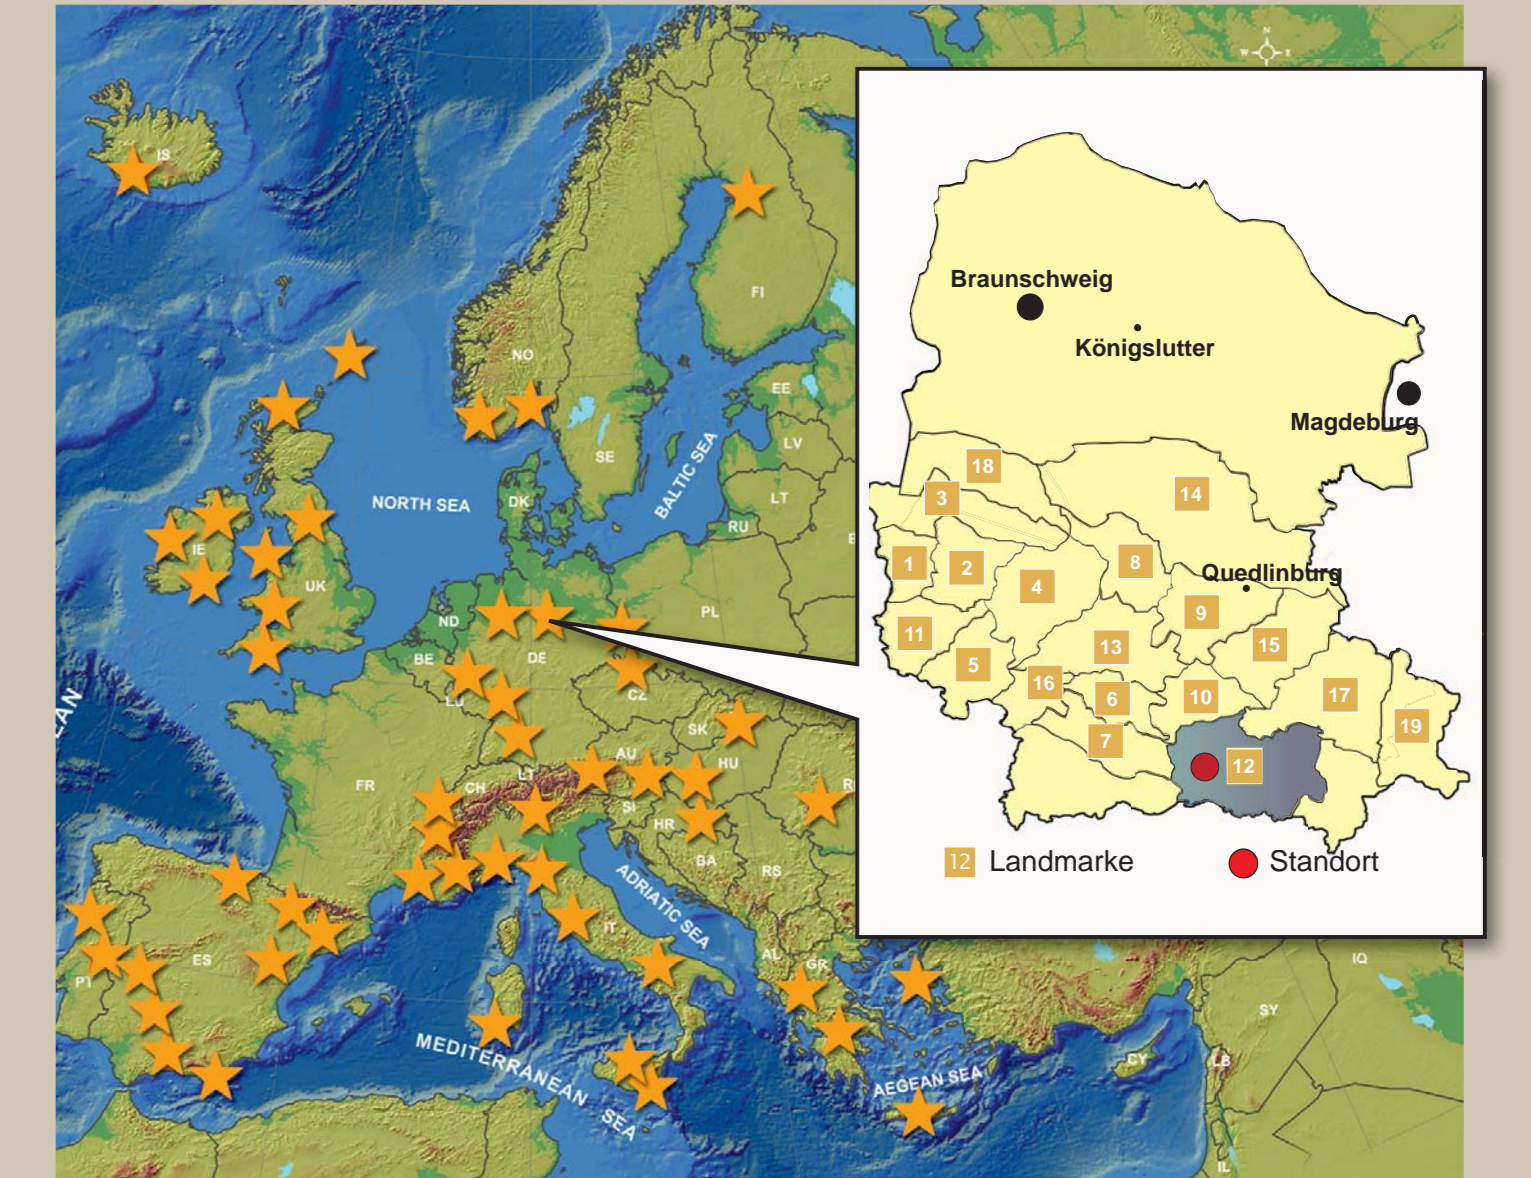 N
W E
IS
FI
NO
EE
SE
LV
BALTIC SEA
NORTH SEA
DK
LT
RU
IE
UK
ND
PL
BE
DE
LU
CZ
SK
AU
HU
LT
CH
FR
SI
HR
BA
RS
ADRIATIC SEA
IT
AL
GR
ES
PT
MEDITERRANEAN SEA
AEGEAN SEA
CY
LB
SY
IQ
IL
Braunschweig
Königslutter
Magdeburg
18
3
14
1
2
4
8
Quedlinburg
9
11
13
15
5
16
6
10
17
7
12
19
12 Landmarke
Standort